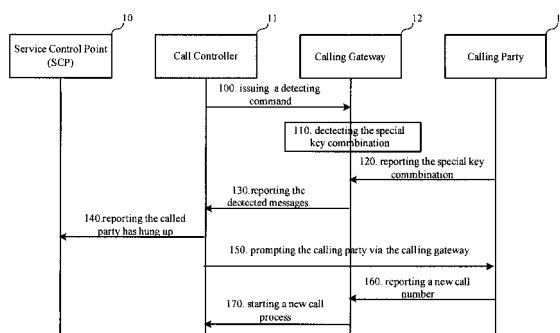 10
11
12
Service Control Point
(SCP)
Call Controller
Calling Gateway
Calling Party
100. issuing a detecting
command
110. dectecting the special
key commbination
120. reporting the special key
commbination
130.reporting the
dectected messages
140.reporting the called
party has hung up
150. prompting the calling party via the calling gateway
160. reporting a new call
number
170. starting a new call
process